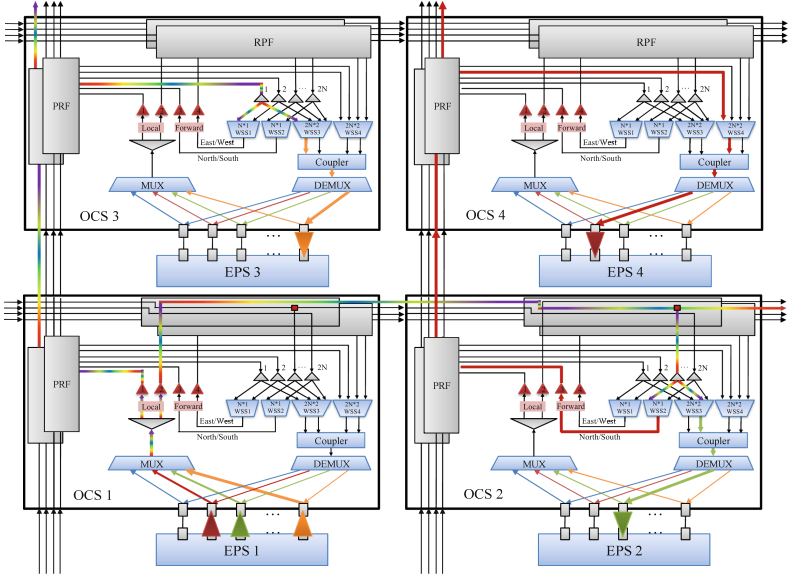 RPF
PRF
1 2 ... 2N
1 2 3 4
Local Forward
N*1 WSS1
N*1 WSS2
2N*2 WSS3
2N*2 WSS4
East/West
North/South
Coupler
MUX
DEMUX
OCS 3
...
...
EPS 3
RPF
PRF
1 2 ... 2N
Local Forward
N*1 WSS1
N*1 WSS2
2N*2 WSS3
2N*2 WSS4
East/West
North/South
Coupler
MUX
DEMUX
OCS 4
...
...
EPS 4
PRF
1 2N
Local Forward
N*1 WSS1
N*1 WSS2
2N*2 WSS3
2N*2 WSS4
East/West
North/South
Coupler
MUX
DEMUX
OCS 1
...
...
EPS 1
PRF
1 2N
Local Forward
N*1 WSS1
N*1 WSS2
2N*2 WSS3
2N*2 WSS4
East/West
North/South
Coupler
MUX
DEMUX
OCS 2
...
...
EPS 2